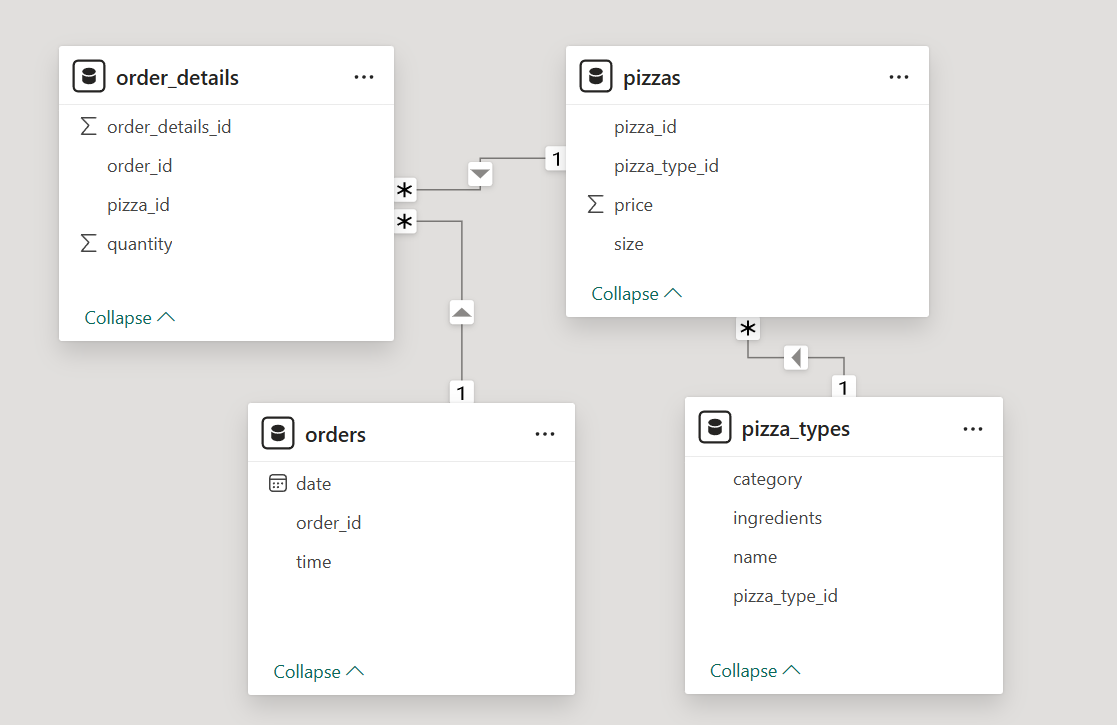 order_details ...
order_details_id
order_id
pizza_id
quantity
Collapse
*
*
1
pizzas ...
pizza_id
pizza_type_id
price
size
Collapse
*
1
1
orders ...
date
order_id
time
Collapse
pizza_types ...
category
ingredients
name
pizza_type_id
Collapse